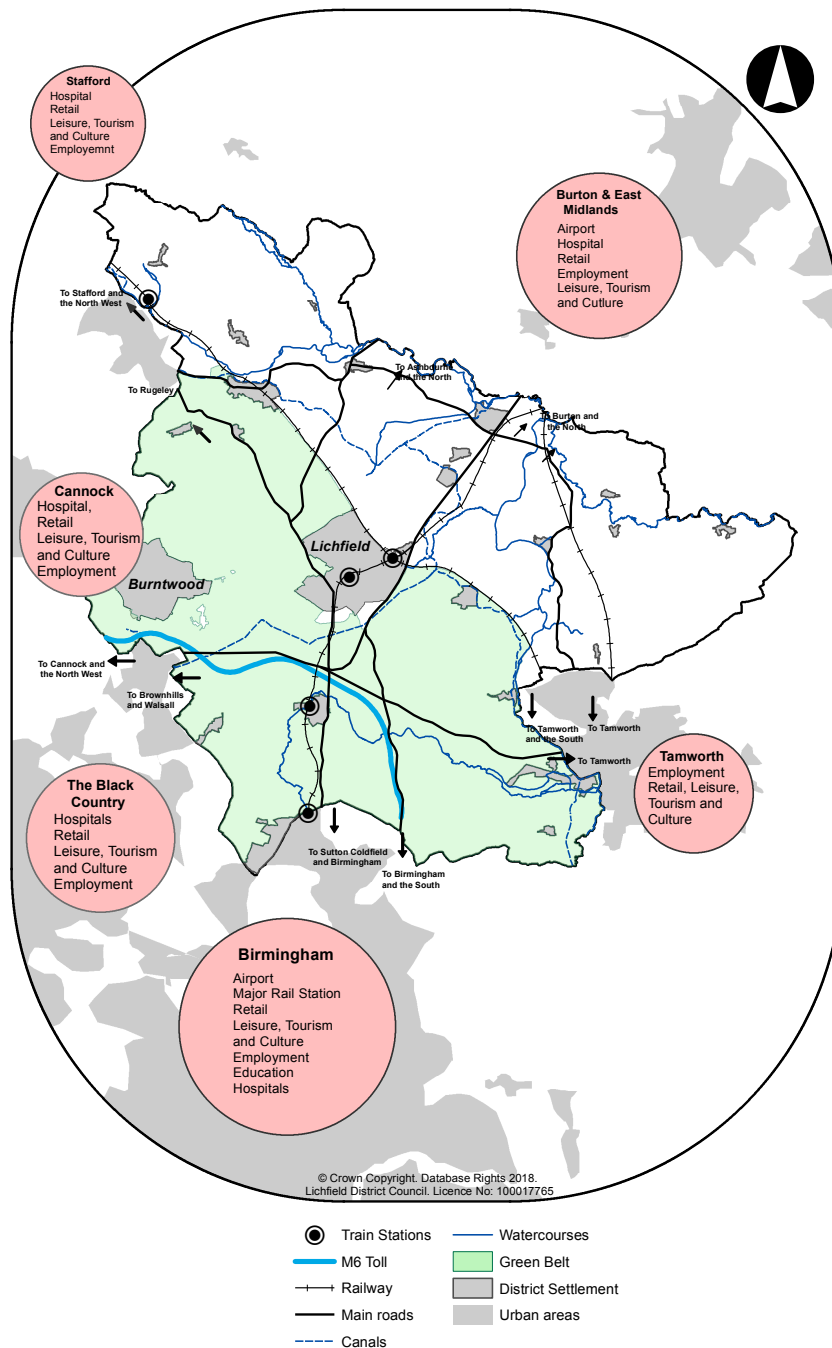 Stafford
Hospital
Retail
Leisure, Tourism
and Culture
Employemnt
Burton & East
Midlands
Airport
Hospital
Retail
Employment
Leisure, Tourism
and Cutlure
To Stafford and
the North West
To Ashbourne
and the North
To Rugeley
To Burton and
the North
Cannock
Hospital,
Retail
Leisure, Tourism
and Culture
Employment
Lichfield
Burntwood
To Cannock and
the North West
To Brownhills
and Walsall
To Tamworth
and the South
To Tamworth
To Tamworth
Tamworth
Employment
Retail, Leisure,
Tourism and
Culture
The Black
Country
Hospitals
Retail
Leisure, Tourism
and Culture
Employment
To Sutton Coldfield
and Birmingham
To Birmingham
and the South
Birmingham
Airport
Major Rail Station
Retail
Leisure, Tourism
and Culture
Employment
Education
Hospitals
© Crown Copyright. Database Rights 2018.
Lichfield District Council. Licence No: 100017765
Train Stations
M6 Toll
Railway
Main roads
Canals
Watercourses
Green Belt
District Settlement
Urban areas